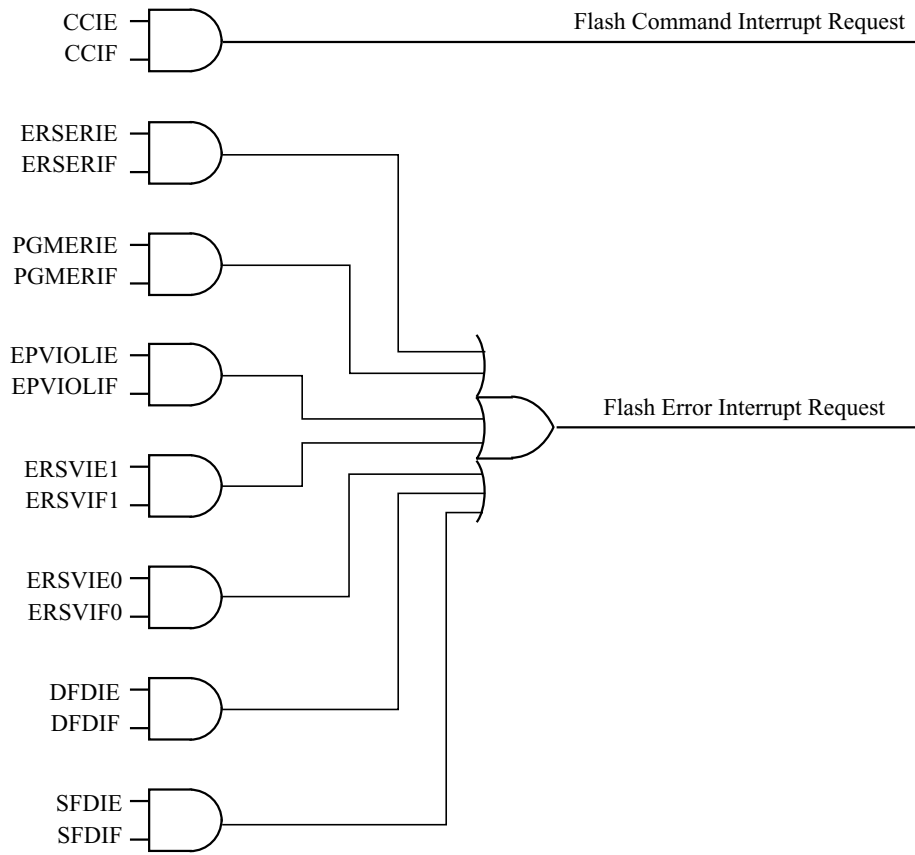 CCIE
CCIF
Flash Command Interrupt Request
ERSERIE
ERSERIF
PGMERIE
PGMERIF
EPVIOLIE
EPVIOLIF
Flash Error Interrupt Request
ERSVIE1
ERSVIF1
ERSVIE0
ERSVIF0
DFDIE
DFDIF
SFDIE
SFDIF